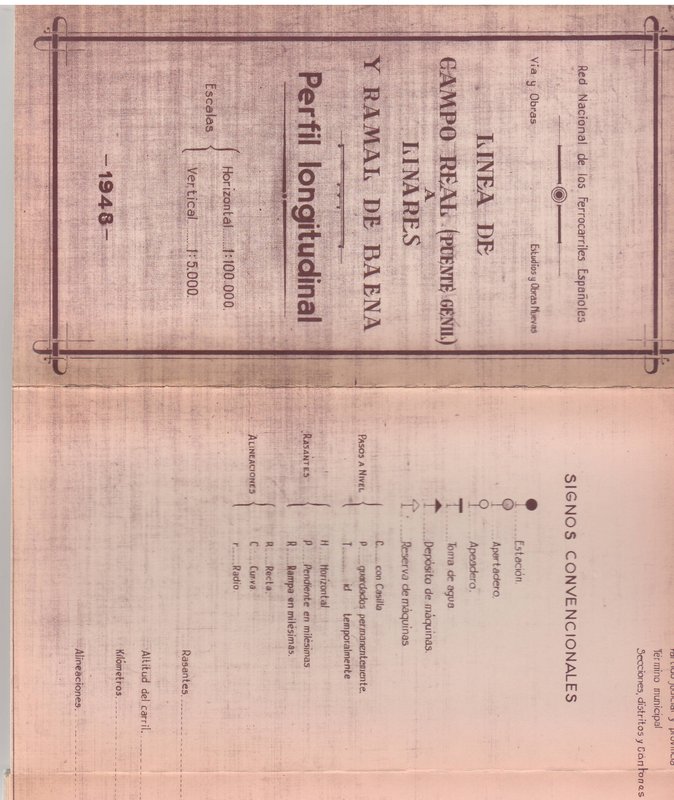 Red Nacional de los Ferrocarriles Españoles
Vía y Obras.
Estudios y Obras Nuevas
LINEA DE
CAMPO REAL (PUENTE GENIL)
A
LINARES
Y RAMAL DE BAENA
Perfil longitudinal
Escalas
Horizontal 1:100.000.
Vertical 1:5.000.
-1948-
Término municipal
Secciones, distritos y Cantones
SIGNOS CONVENCIONALES
Estación
Apartadero.
Apeadero.
Toma de agua
Depósito de máquinas.
Reserva de máquinas
PASOS A NIVEL
C. con Casilla
P guardados permanentemente.
T id temporalmente
RASANTES
H Horizontal
P Pendiente en milésimas
R Rampa en milésimas.
ALINEACIONES
R Recta.
C Curva
r Radio
Rasantes
Altitud del carril.
Kilómetros.
Alineaciones.